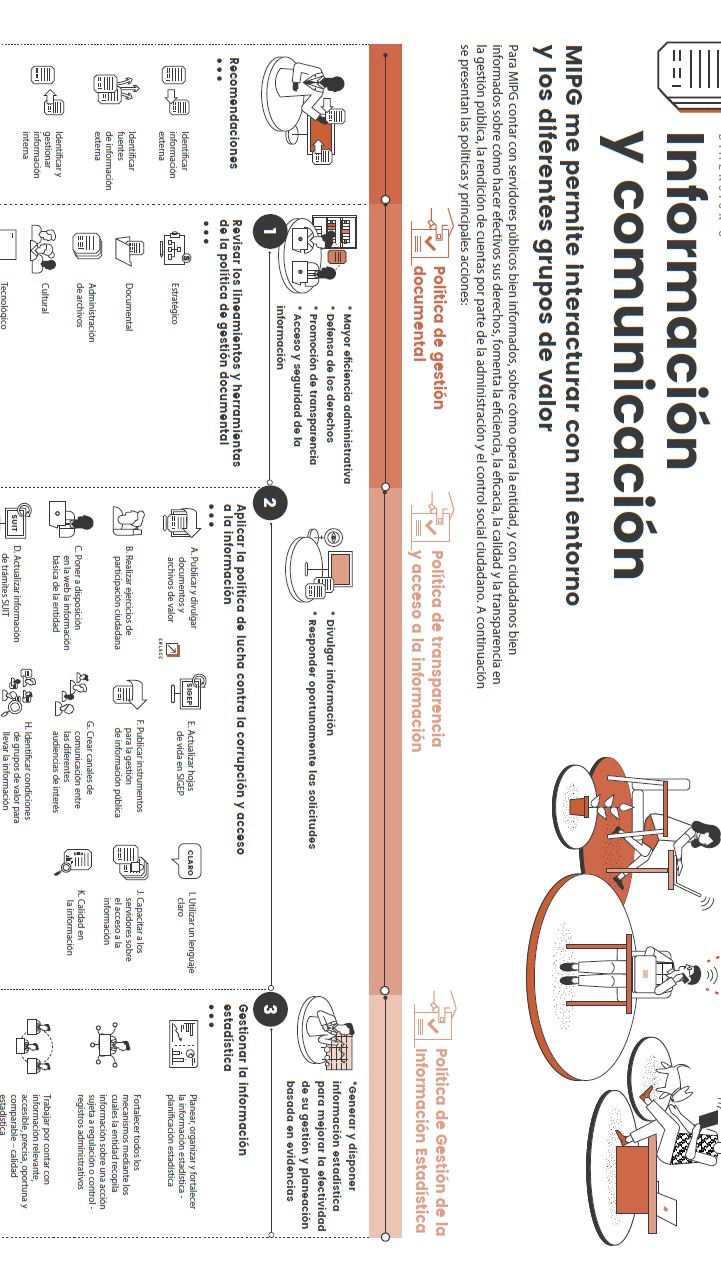 Información
y comunicación
MIPG me permite interacturar con mi entorno
y los diferentes grupos de valor
Para MIPG contar con servidores públicos bien informados, sobre cómo opera la entidad, y con ciudadanos bien
informados sobre cómo hacer efectivos sus derechos, fomenta la eficiencia, la eficacia, la calidad y la transparencia en
la gestión pública, la rendición de cuentas por parte de la administración y el control social ciudadano. A continuación
se presentan las políticas y principales acciones:
Política de gestión
documental
Política de transparencia
y acceso a la información
Política de Gestión de la
Información Estadística
Recomendaciones
Identificar
información
externa
Identificar
fuentes
de información
externa
Identificar y
gestionar
información
interna
1
* Mayor eficiencia administrativa
* Defensa de los derechos
* Promoción de transparencia
* Acceso y seguridad de la
información
Revisar los lineamientos y herramientas
de la política de gestión documental
Estratégico
Documental
Administración
de archivos
Cultural
Tecnológico
2
* Divulgar información
* Responder oportunamente las solicitudes
Aplicar la política de lucha contra la corrupción y acceso
a la información
A. Publicar y divulgar
documentos y
archivos de valor
ENLACE
B. Realizar ejercicios de
participación ciudadana
C. Poner a disposición
en la web la información
básica de la entidad
SUIT
D. Actualizar información
de trámites SUIT
SIGEP
E. Actualizar hojas
de vida en SIGEP
F. Publicar instrumentos
para la gestión
de información pública
G. Crear canales de
comunicación entre
las diferentes
audiencias de interés
H. Identificar condiciones
de grupos de valor para
llevar la información
CLARO
I. Utilizar un lenguaje
claro
J. Capacitar a los
servidores sobre
el acceso a la
información
K. Calidad en
la información
3
*Generar y disponer
información estadística
para mejorar la efectividad
de su gestión y planeación
basada en evidencias
Gestionar la información
estadística
Planear, organizar y fortalecer
la información estadística -
planificación estadística
Fortalecer todos los
mecanismos mediante los
cuales la entidad recopila
información sobre una acción
sujeta a regulación o control -
registros administrativos
Trabajar por contar con
información relevante,
accesible, precisa, oportuna y
comparable - calidad
estadística